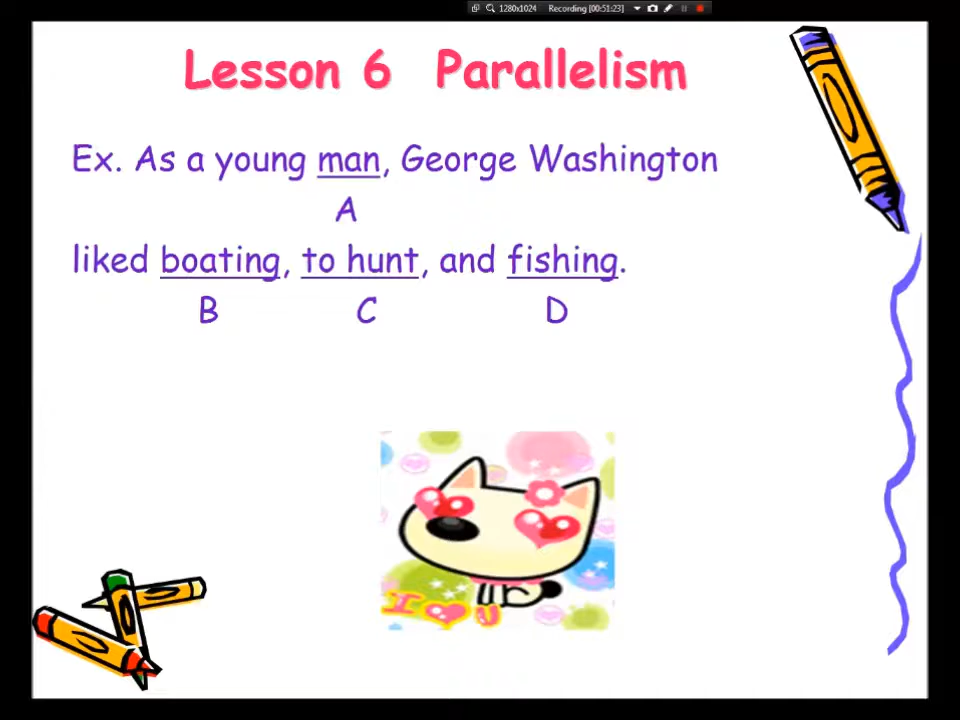 1280x1024 Recording [00:51:23]
Lesson 6 Parallelism
Ex. As a young man, George Washington
A
liked boating, to hunt, and fishing.
B C D
I U